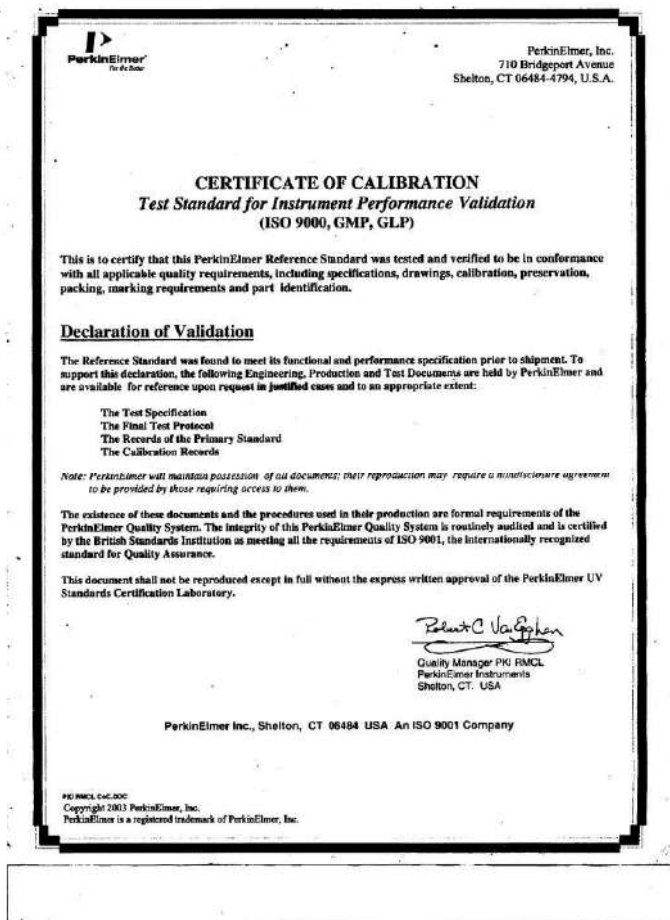 PerkinElmer
For the Better
PerkinElmer, Inc.
710 Bridgeport Avenue
Shelton, CT 06484-4794, U.S.A.
CERTIFICATE OF CALIBRATION
Test Standard for Instrument Performance Validation
(ISO 9000, GMP, GLP)
This is to certify that this PerkinElmer Reference Standard was tested and verified to be in conformance
with all applicable quality requirements, including specifications, drawings, calibration, preservation,
packing, marking requirements and part identification.
Declaration of Validation
The Reference Standard was found to meet its functional and performance specification prior to shipment. To
support this declaration, the following Engineering, Production and Test Documents are held by PerkinElmer and
are available for reference upon request in justified cases and to an appropriate extent:
The Test Specification
The Final Test Protocol
The Records of the Primary Standard
The Calibration Records
Note: PerkinElmer will maintain possession of all documents; their reproduction may require a nondisclosure agreement
to be provided by those requiring access to them.
The existence of these documents and the procedures used in their production are formal requirements of the
PerkinElmer Quality System. The integrity of this PerkinElmer Quality System is routinely audited and is certified
by the British Standards Institution as meeting all the requirements of ISO 9001, the internationally recognized
standard for Quality Assurance.
This document shall not be reproduced except in full without the express written approval of the PerkinElmer UV
Standards Certification Laboratory.
Robert C
Quality Manager PKI RMCL
PerkinElmer Instruments
Shelton, CT. USA
PerkinElmer Inc., Shelton, CT 06484 USA An ISO 9001 Company
PKI RMCL CoC.DOC
Copyright 2003 PerkinElmer, Inc.
PerkinElmer is a registered trademark of PerkinElmer, Inc.